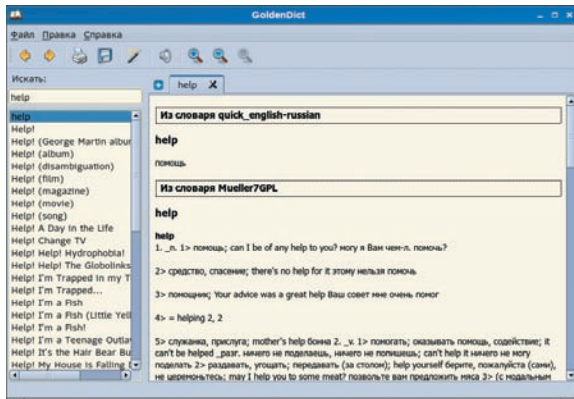 GoldenDict
Файл Правка Справка
Искать:
help
help
Help!
Help! (George Martin albur
Help! (album)
Help! (disambiguation)
Help! (film)
Help! (magazine)
Help! (movie)
Help! (song)
Help! A Day in the Life
Help! Change TV
Help! Help! Hydrophobia!
Help! Help! The Globolinks
Help! I'm Trapped in my T
Help! I'm Trapped...
Help! I'm a Fish
Help! I'm a Fish (Little Yell
Help! I'm a Fish!
Help! I'm a Teenage Outlav
Help! It's the Hair Bear Bu
Help! My House is Falling
help
Из словаря quick_english-russian
help
помощь
Из словаря Mueller7GPL
help
help
1. _n. 1> помощь; can I be of any help to you? могу я Вам чем-л. помочь?
2> средство, спасение; there's no help for it этому нельзя помочь
3> помощник; Your advice was a great help Ваш совет мне очень помог
4> = helping 2, 2
5> служанка, прислуга; mother's help бонна 2. _v. 1> помогать; оказывать помощь, содействие; it
can't be helped _разг. ничего не поделаешь, ничего не попишешь; can't help it ничего не могу
поделать 2> раздавать, угощать; передавать (за столом); help yourself берите, пожалуйста (сами),
не церемоньтесь; may I help you to some meat? позвольте вам предложить мяса 3> (с модальным